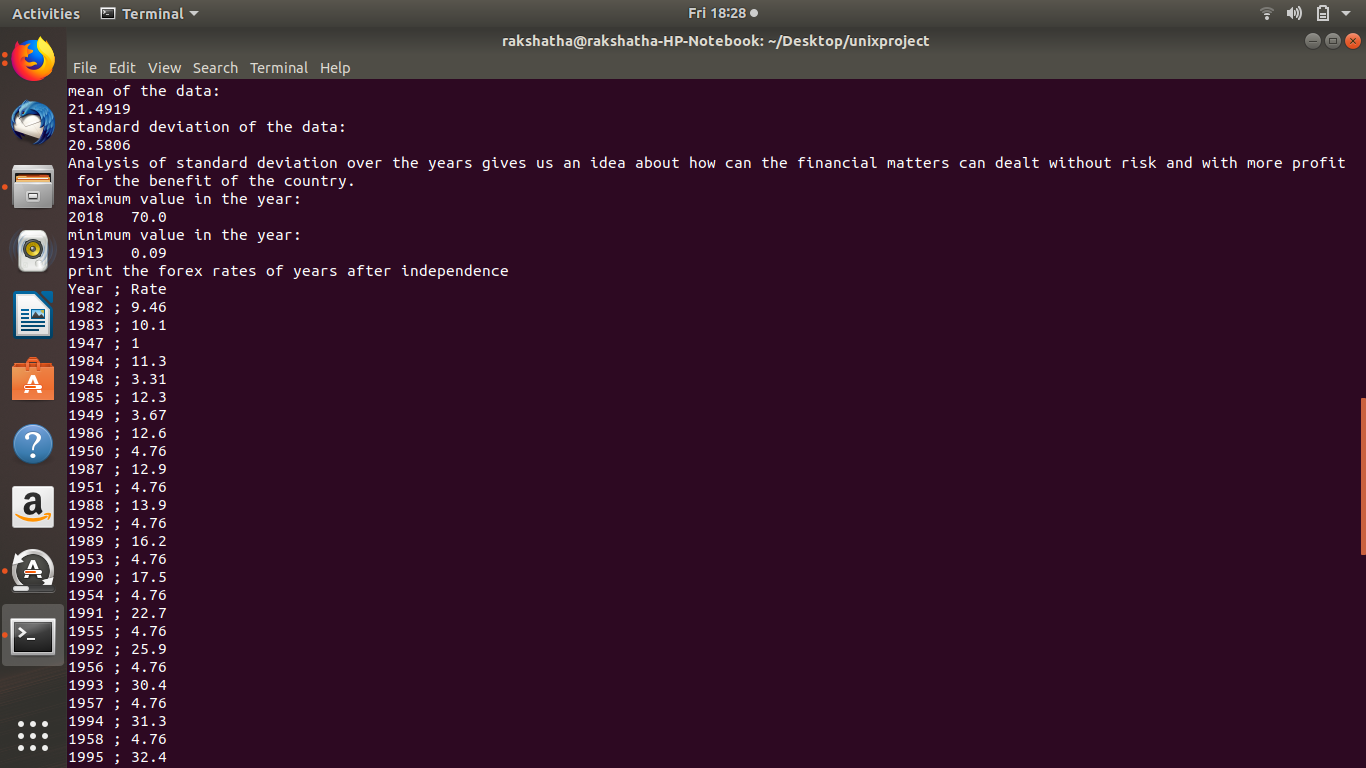 Activities Terminal Fri 18:28
rakshatha@rakshatha-HP-Notebook: ~/Desktop/unixproject
File Edit View Search Terminal Help
mean of the data:
21.4919
standard deviation of the data:
20.5806
Analysis of standard deviation over the years gives us an idea about how can the financial matters can dealt without risk and with more profit
 for the benefit of the country.
maximum value in the year:
2018   70.0
minimum value in the year:
1913   0.09
print the forex rates of years after independence
Year ; Rate
1982 ; 9.46
1983 ; 10.1
1947 ; 1
1984 ; 11.3
1948 ; 3.31
1985 ; 12.3
1949 ; 3.67
1986 ; 12.6
1950 ; 4.76
1987 ; 12.9
1951 ; 4.76
1988 ; 13.9
1952 ; 4.76
1989 ; 16.2
1953 ; 4.76
1990 ; 17.5
1954 ; 4.76
1991 ; 22.7
1955 ; 4.76
1992 ; 25.9
1956 ; 4.76
1993 ; 30.4
1957 ; 4.76
1994 ; 31.3
1958 ; 4.76
1995 ; 32.4